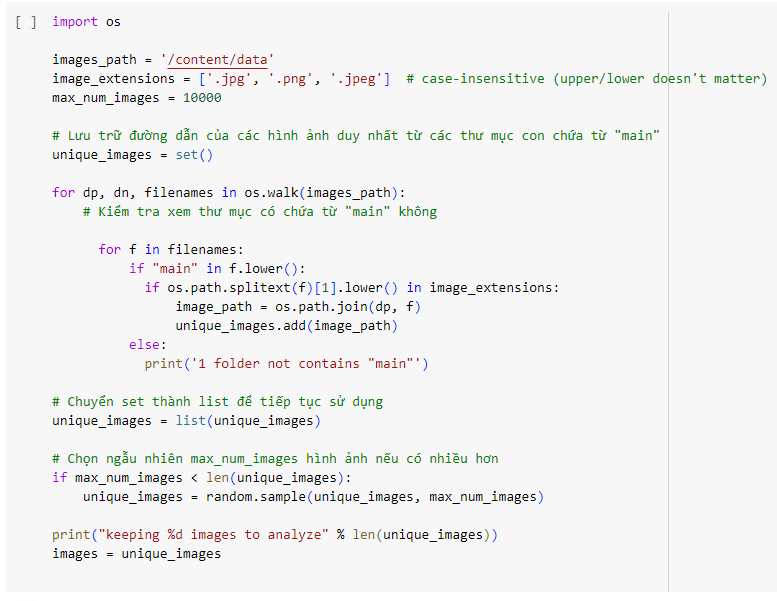 [ ] import os
images_path = '/content/data'
image_extensions = ['.jpg', '.png', '.jpeg']  # case-insensitive (upper/lower doesn't matter)
max_num_images = 10000
# Lưu trữ đường dẫn của các hình ảnh duy nhất từ các thư mục con chứa từ "main"
unique_images = set()
for dp, dn, filenames in os.walk(images_path):
    # Kiểm tra xem thư mục có chứa từ "main" không
      for f in filenames:
          if "main" in f.lower():
            if os.path.splitext(f)[1].lower() in image_extensions:
                image_path = os.path.join(dp, f)
                unique_images.add(image_path)
          else:
            print('1 folder not contains "main"')
# Chuyển set thành list để tiếp tục sử dụng
unique_images = list(unique_images)
# Chọn ngẫu nhiên max_num_images hình ảnh nếu có nhiều hơn
if max_num_images < len(unique_images):
    unique_images = random.sample(unique_images, max_num_images)
print("keeping %d images to analyze" % len(unique_images))
images = unique_images